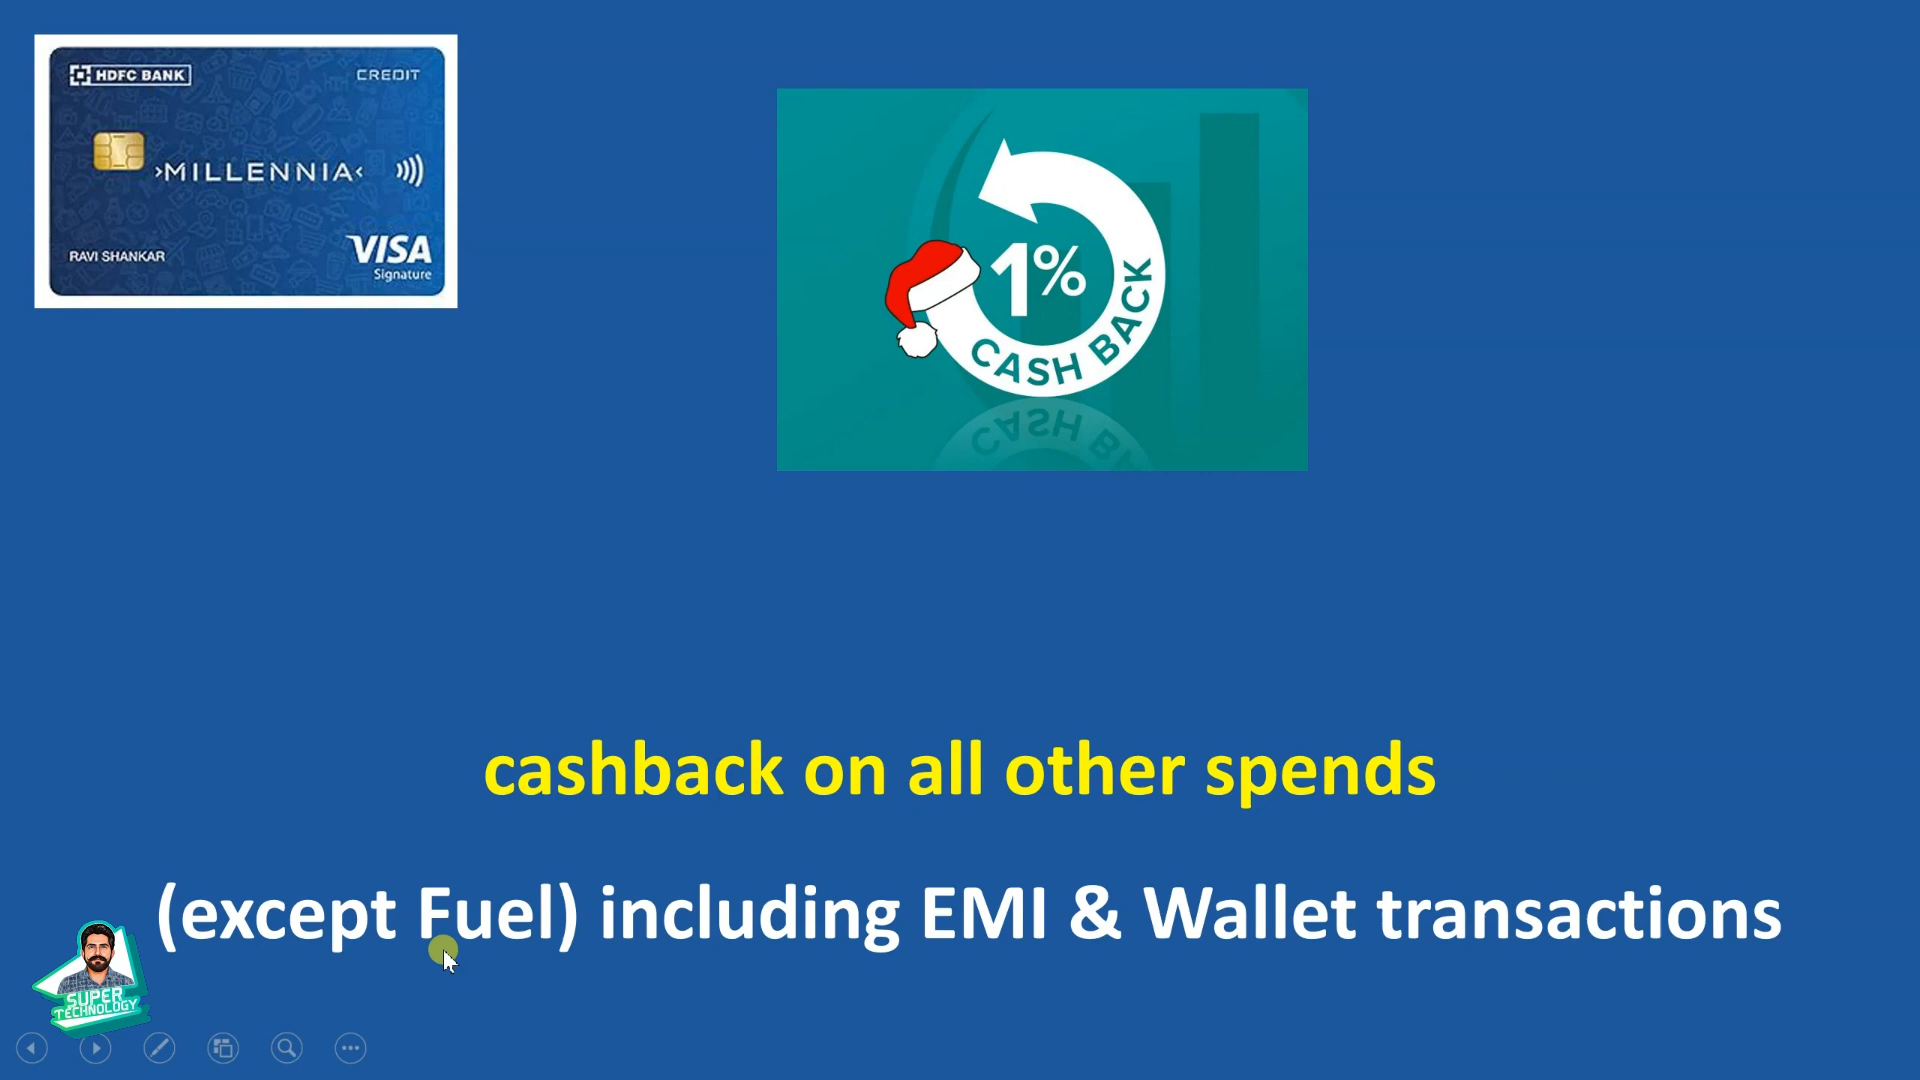 HDFC BANK
CREDIT
›MILLENNIA‹
RAVI SHANKAR
VISA
Signature
1%
CASH BACK
cashback on all other spends
(except Fuel) including EMI & Wallet transactions
SUPER
TECHNOLOGY